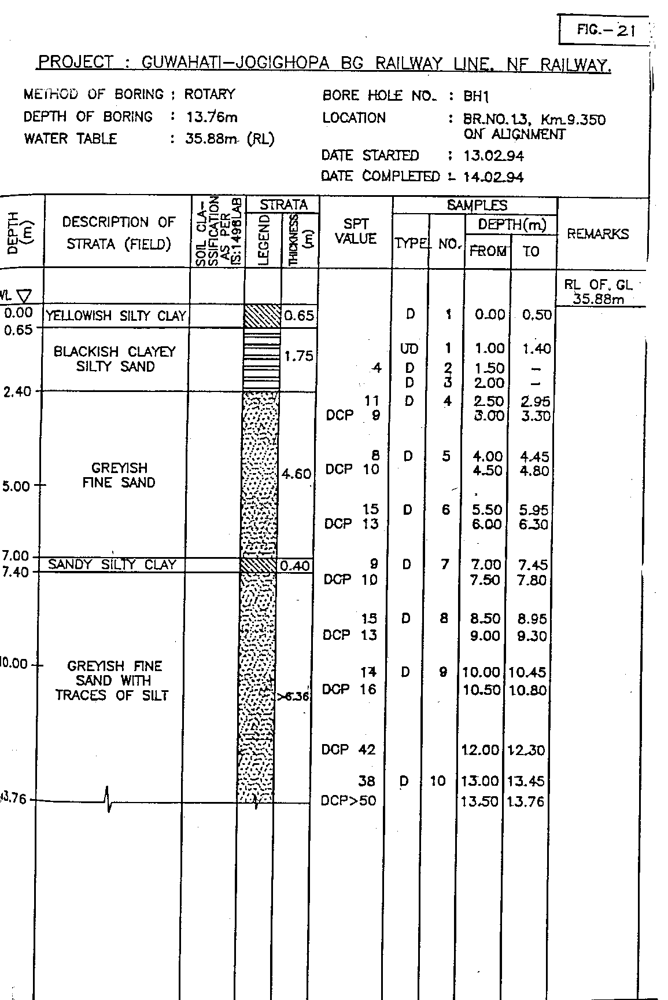 FIG.-21
PROJECT : GUWAHATI-JOGIGHOPA BG RAILWAY LINE. NF RAILWAY.
METHOD OF BORING : ROTARY
DEPTH OF BORING : 13.76m
WATER TABLE : 35.88m (RL)
BORE HOLE NO. : BH1
LOCATION : BR.NO.13, Km.9.350
ON ALIGNMENT
DATE STARTED : 13.02.94
DATE COMPLETED : 14.02.94
DEPTH (m)
DESCRIPTION OF
STRATA (FIELD)
SOIL CLA-
SSIFICATION
AS PER
IS:1498LAB
STRATA
LEGEND
THICKNESS (m)
SPT
VALUE
SAMPLES
TYPE NO.
DEPTH(m)
FROM TO
REMARKS
RL OF. GL
35.88m
WL
0.00 YELLOWISH SILTY CLAY 0.65 D 1 0.00 0.50
0.65
BLACKISH CLAYEY
SILTY SAND
1.75
UD 1 1.00 1.40
4 D 2 1.50 –
D 3 2.00 –
2.40
11 D 4 2.50 2.95
DCP 9 3.00 3.30
8 D 5 4.00 4.45
DCP 10 4.50 4.80
GREYISH
FINE SAND
4.60
5.00
15 D 6 5.50 5.95
DCP 13 6.00 6.30
7.00
SANDY SILTY CLAY 0.40 9 D 7 7.00 7.45
7.40
DCP 10 7.50 7.80
15 D 8 8.50 8.95
DCP 13 9.00 9.30
10.00
GREYISH FINE
SAND WITH
TRACES OF SILT
>6.36
14 D 9 10.00 10.45
DCP 16 10.50 10.80
DCP 42 12.00 12.30
38 D 10 13.00 13.45
13.76 DCP>50 13.50 13.76